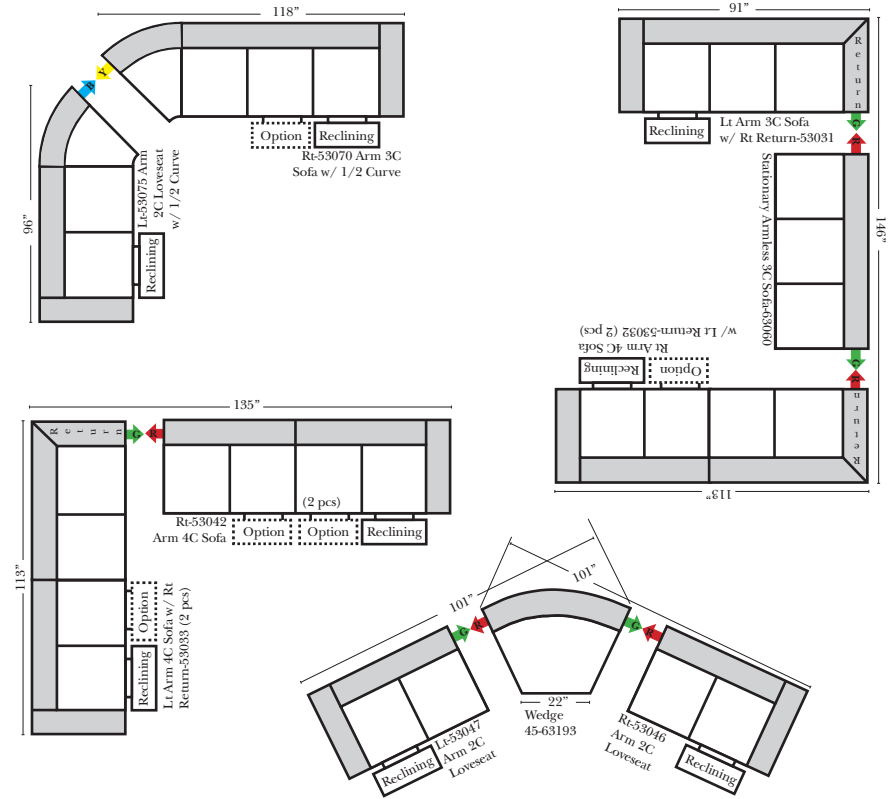 118”
B
Y
Option
Reclining
Rt-53070 Arm 3C
Sofa w/ 1/2 Curve
96”
Lt-53075 Arm
2C Loveseat
w/ 1/2 Curve
Reclining
91”
Return
Reclining
Lt Arm 3C Sofa
w/ Rt Return-53031
G
R
Stationary Armless 3C Sofa-63060
146”
G
R
Rt Arm 4C Sofa
w/ Lt Return-53032 (2 pcs)
Reclining
Option
Return
113”
135”
Return
G
R
(2 pcs)
Rt-53042
Arm 4C Sofa
Option
Option
Reclining
113”
Option
Reclining
Lt Arm 4C Sofa w/ Rt
Return-53033 (2 pcs)
101”
101”
G
R
G
R
22”
Wedge
45-63193
Lt-53047
Arm 2C
Loveseat
Reclining
Rt-53046
Arm 2C
Loveseat
Reclining